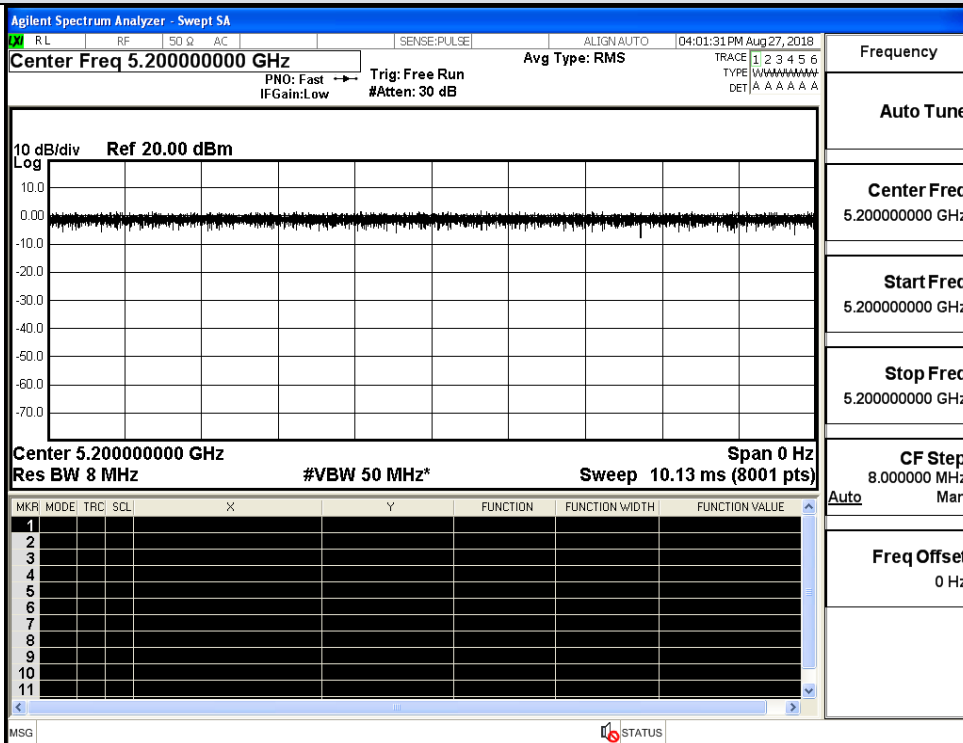 Agilent Spectrum Analyzer - Swept SA
LXI RL RF 50 Ω AC SENSE:PULSE ALIGN AUTO 04:01:31 PM Aug 27, 2018
Center Freq 5.200000000 GHz Avg Type: RMS TRACE 1 2 3 4 5 6
PNO: Fast Trig: Free Run TYPE
IFGain:Low #Atten: 30 dB DET A A A A A A
10 dB/div Ref 20.00 dBm
Log
10.0
0.00
-10.0
-20.0
-30.0
-40.0
-50.0
-60.0
-70.0
Center 5.200000000 GHz Span 0 Hz
Res BW 8 MHz #VBW 50 MHz* Sweep 10.13 ms (8001 pts)
MKR MODE TRC SCL X Y FUNCTION FUNCTION WIDTH FUNCTION VALUE
1
2
3
4
5
6
7
8
9
10
11
MSG STATUS
Frequency
Auto Tune
Center Freq
5.200000000 GHz
Start Freq
5.200000000 GHz
Stop Freq
5.200000000 GHz
CF Step
8.000000 MHz
Auto Man
Freq Offset
0 Hz